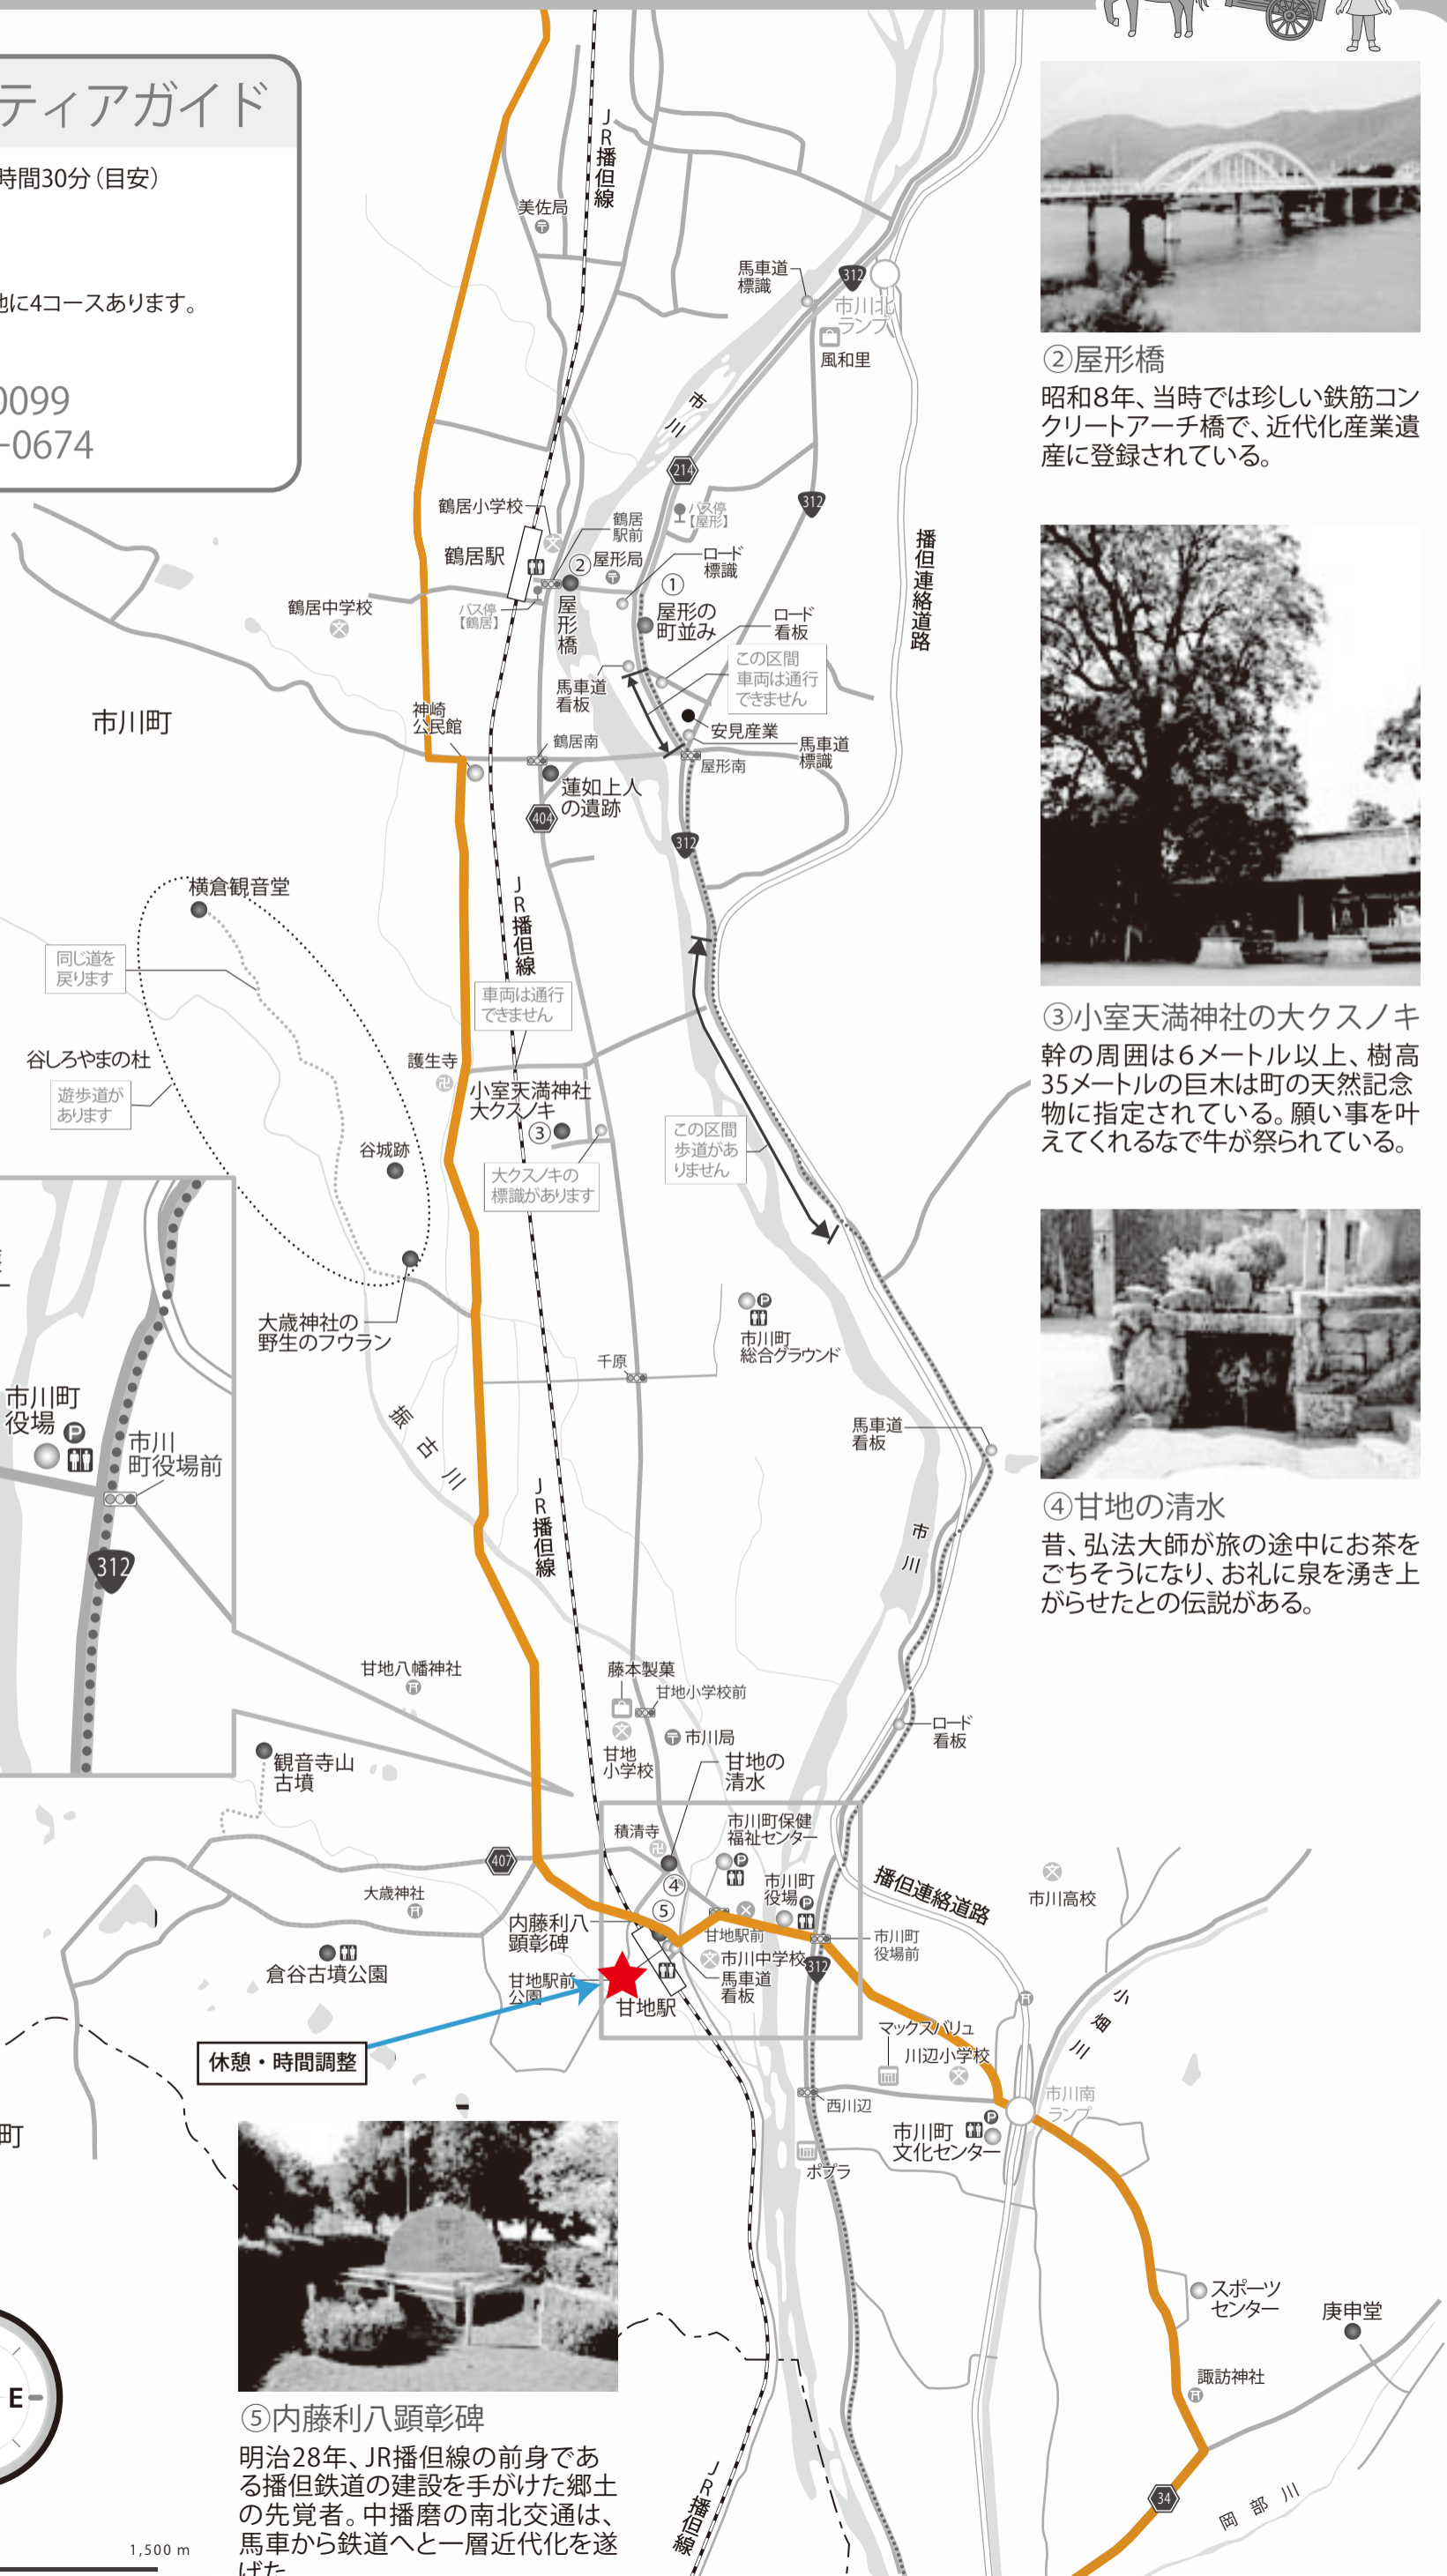 ティアガイド
時間30分（目安）
他に4コースあります。
0099
-0674
JR播但線
美佐局
馬車道
標識
312
市川北
ランプ
風和里
市川
214
312
バス停
【屋形】
鶴居小学校
鶴居
駅前
鶴居駅
②
屋形局
ロード
標識
①
屋形の
町並み
鶴居中学校
バス停
【鶴居】
屋形橋
ロード
看板
この区間
車両は通行
できません
播但連絡道路
馬車道
看板
市川町
神崎
公民館
鶴居南
安見産業
馬車道
標識
屋形南
蓮如上人
の遺跡
404
312
横倉観音堂
JR播但線
同じ道を
戻ります
車両は通行
できません
谷しろやまの杜
遊歩道が
あります
護生寺
小室天満神社
大クスノキ
③
この区間
歩道があ
りません
谷城跡
大クスノキの
標識があります
大歳神社の
野生のフウラン
P
市川町
総合グラウンド
千原
市川町
役場
P
市川
町役場前
312
振古川
馬車道
看板
JR播但線
市川
甘地八幡神社
藤本製菓
甘地小学校前
市川局
甘地
小学校
ロード
看板
観音寺山
古墳
甘地の
清水
積清寺
市川町保健
福祉センター
P
407
④
市川町
役場
P
播但連絡道路
市川高校
大歳神社
⑤
内藤利八
顕彰碑
甘地駅前
市川町
役場前
倉谷古墳公園
市川中学校
312
甘地駅前
公園
馬車道
看板
甘地駅
小畑川
マックスバリュ
川辺小学校
休憩・時間調整
西川辺
市川南
ランプ
市川町
文化センター
P
町
ポプラ
スポーツ
センター
庚申堂
諏訪神社
E
34
岡部川
JR播但線
1,500 m
②屋形橋
昭和8年、当時では珍しい鉄筋コン
クリートアーチ橋で、近代化産業遺
産に登録されている。
③小室天満神社の大クスノキ
幹の周囲は6メートル以上、樹高
35メートルの巨木は町の天然記念
物に指定されている。願い事を叶
えてくれるなで牛が祭られている。
④甘地の清水
昔、弘法大師が旅の途中にお茶を
ごちそうになり、お礼に泉を湧き上
がらせたとの伝説がある。
⑤内藤利八顕彰碑
明治28年、JR播但線の前身であ
る播但鉄道の建設を手がけた郷土
の先覚者。中播磨の南北交通は、
馬車から鉄道へと一層近代化を遂
げた